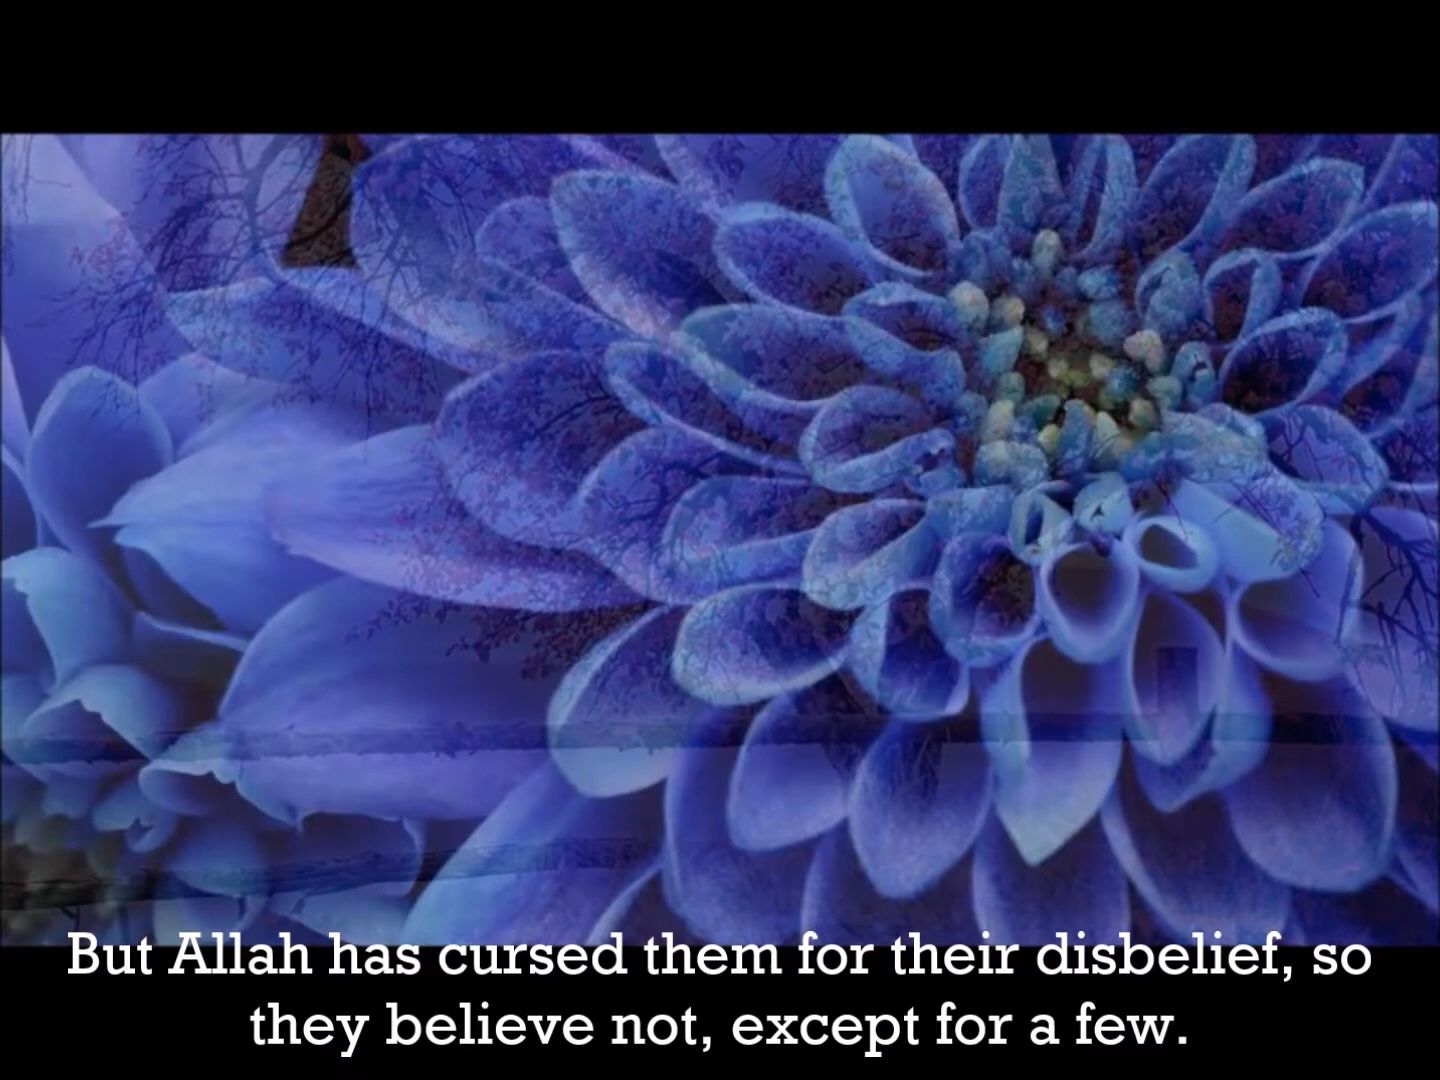 But Allah has cursed them for their disbelief, so
they believe not, except for a few.